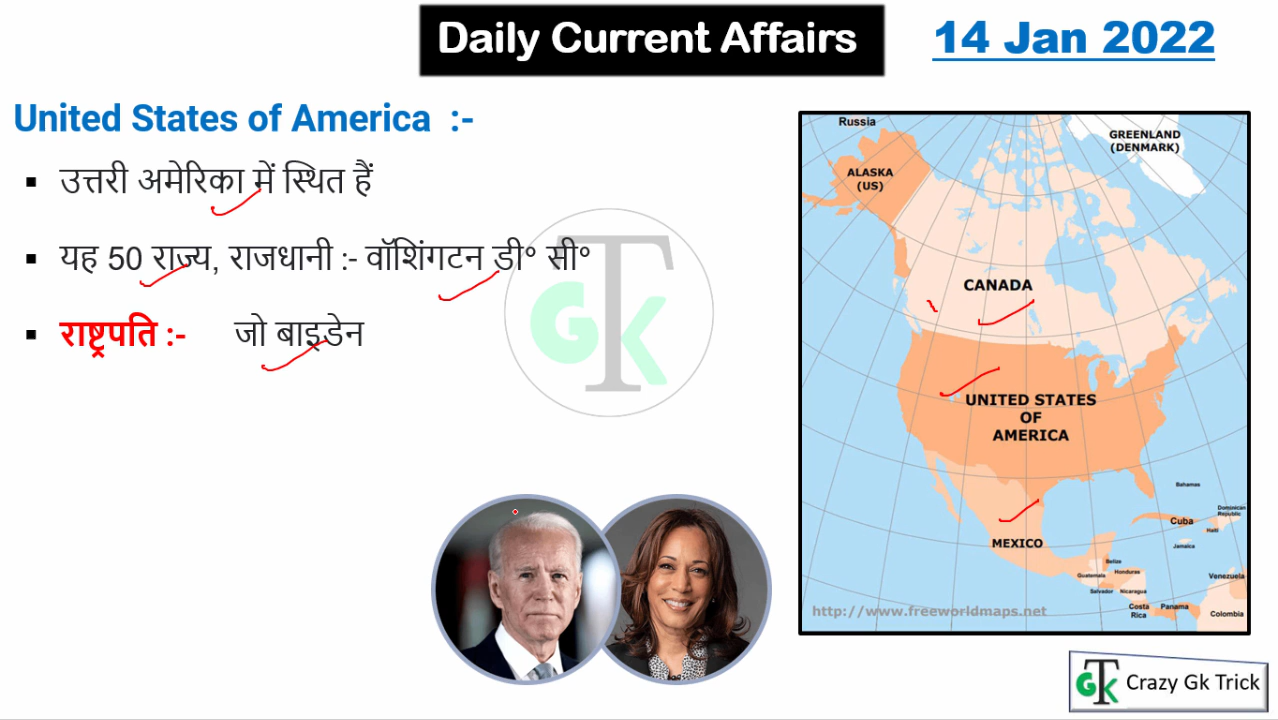 Daily Current Affairs
14 Jan 2022
United States of America :-
▪ उत्तरी अमेरिका में स्थित हैं
▪ यह 50 राज्य, राजधानी :- वॉशिंगटन डी° सी°
▪ राष्ट्रपति :- जो बाइडेन
GTK
Russia
GREENLAND
(DENMARK)
ALASKA
(US)
CANADA
UNITED STATES
OF
AMERICA
MEXICO
Bahamas
Cuba
Dominican
Republic
Haiti
Jamaica
Belize
Guatemala
Honduras
Salvador
Nicaragua
Costa
Rica
Panama
Venezuela
Colombia
http://www.freeworldmaps.net
GTK Crazy Gk Trick